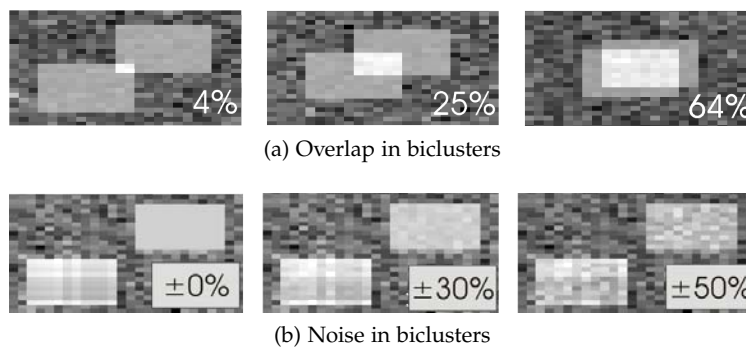 4% 25% 64%
(a) Overlap in biclusters
±0% ±30% ±50%
(b) Noise in biclusters